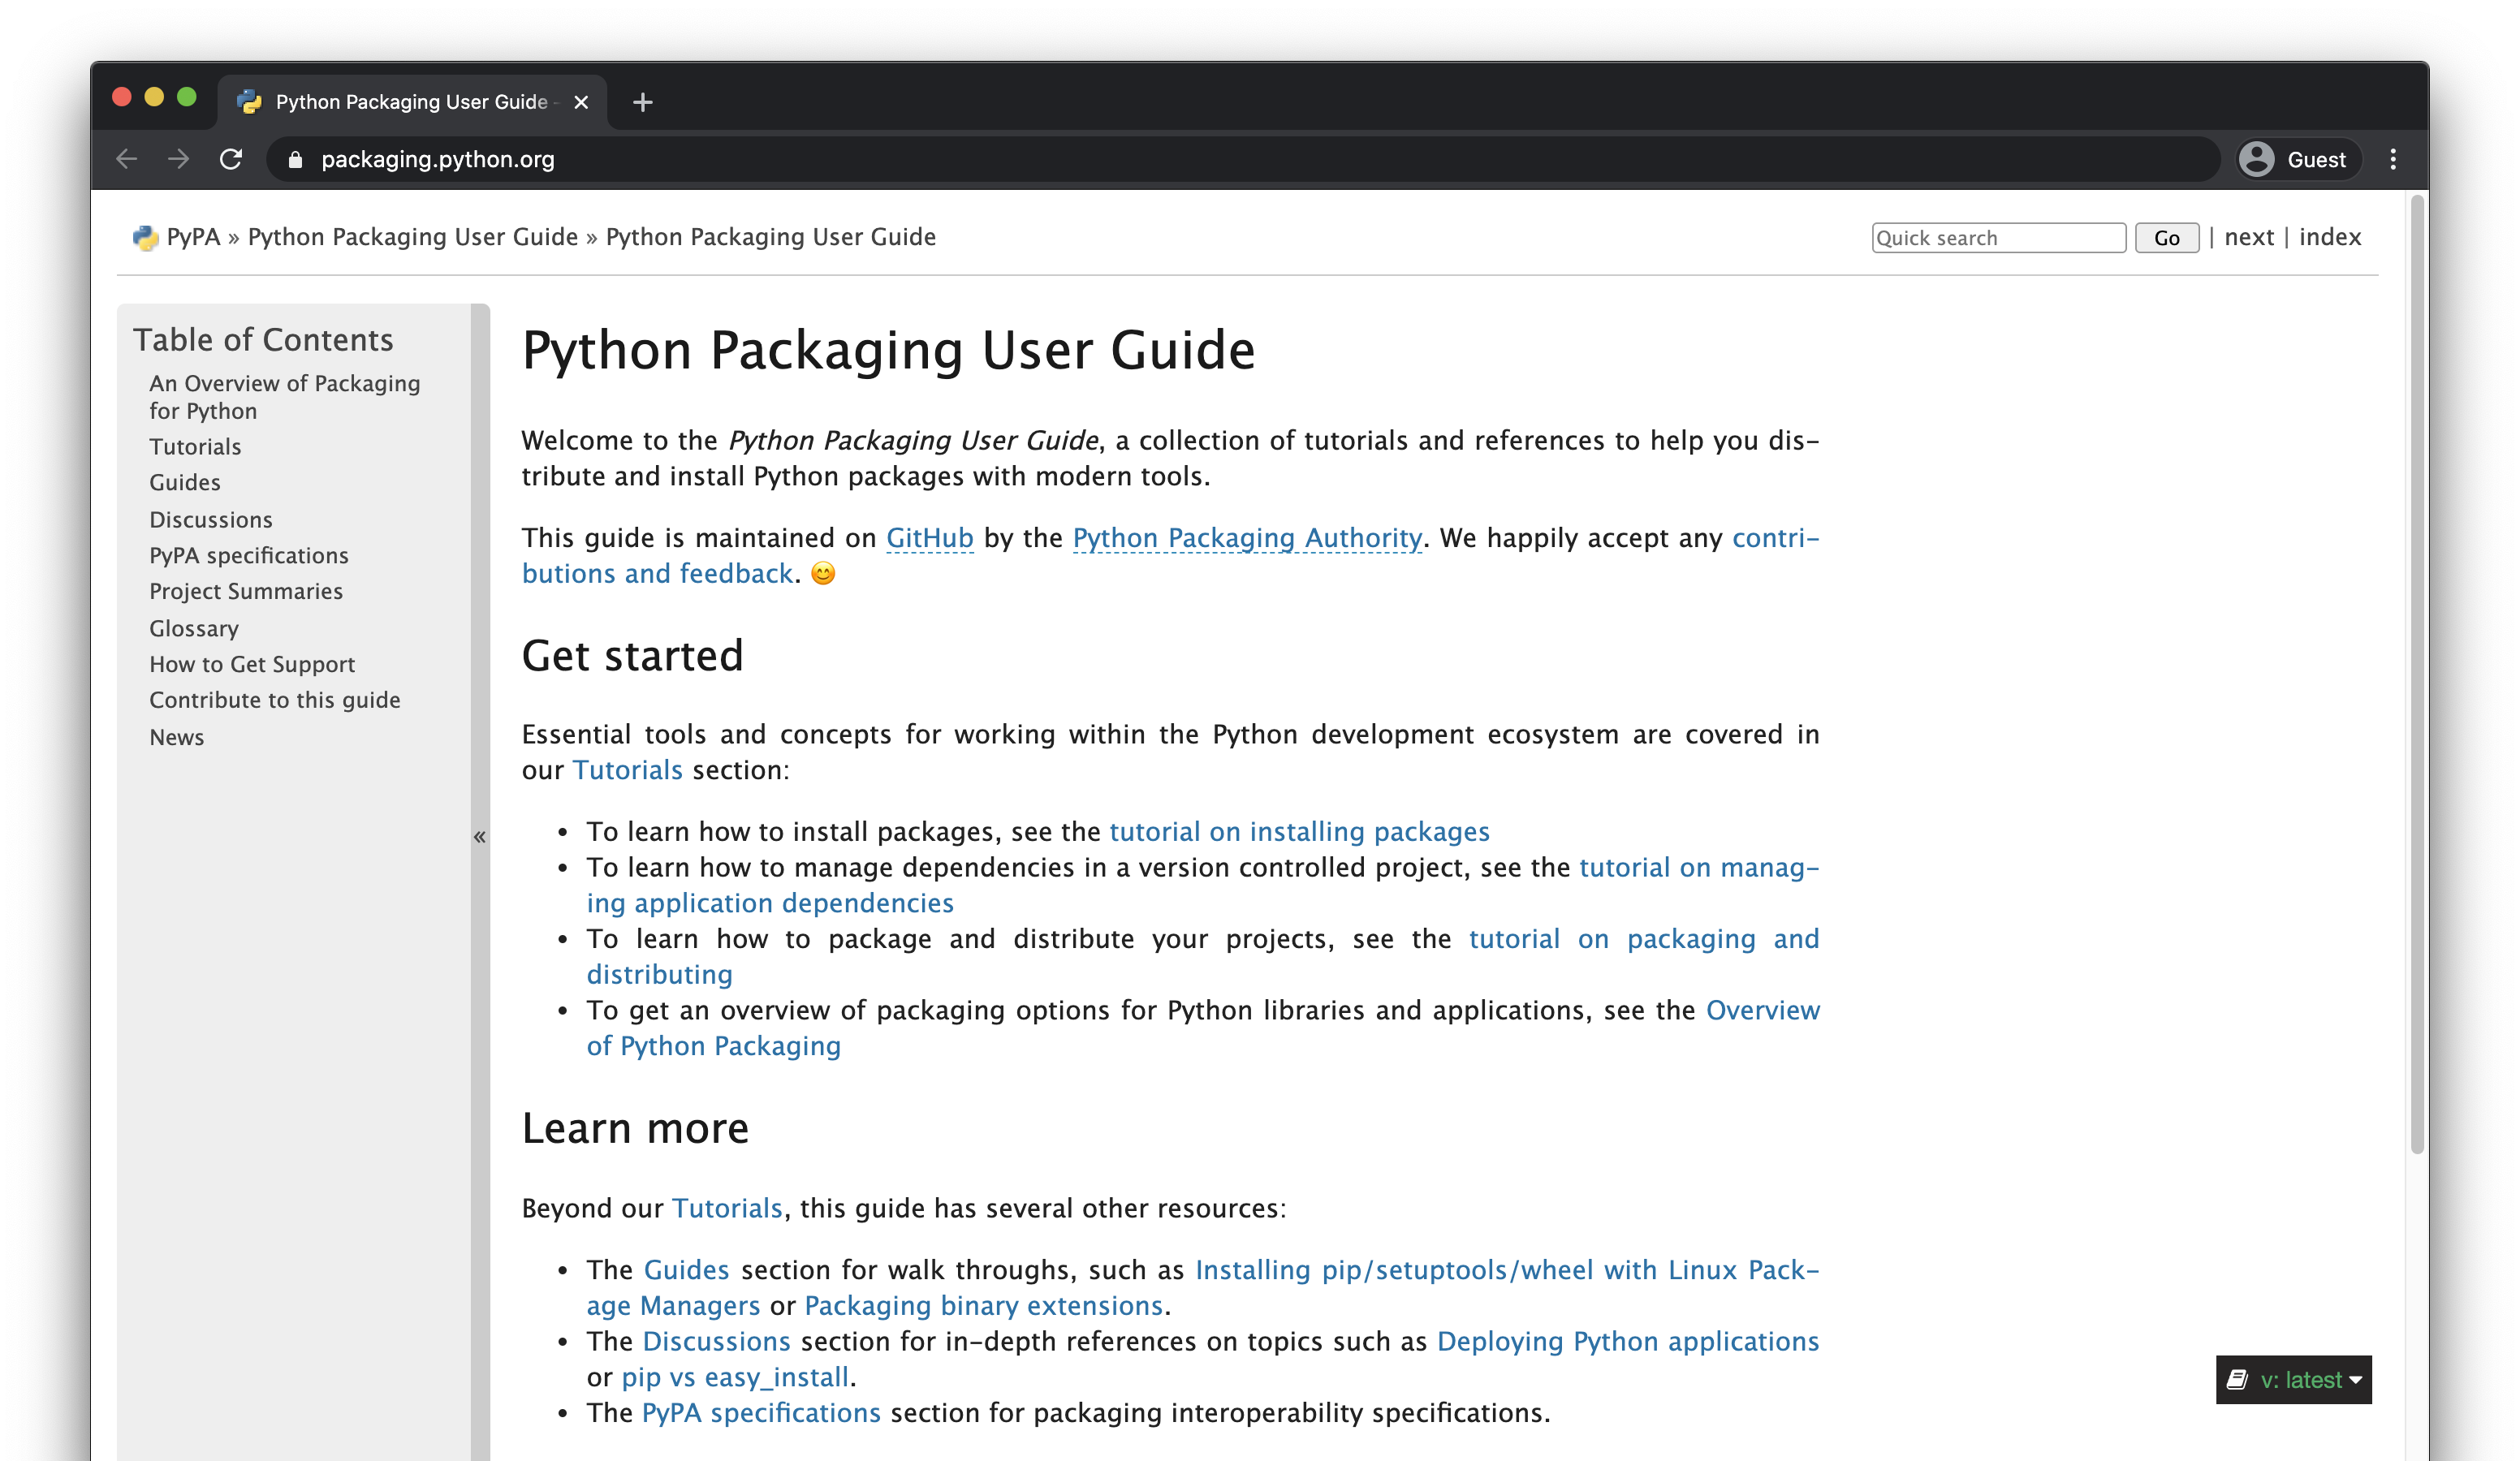 Python Packaging User Guide -
packaging.python.org
Guest
PyPA » Python Packaging User Guide » Python Packaging User Guide
Quick search Go | next | index
Table of Contents
An Overview of Packaging
for Python
Tutorials
Guides
Discussions
PyPA specifications
Project Summaries
Glossary
How to Get Support
Contribute to this guide
News
«
Python Packaging User Guide
Welcome to the Python Packaging User Guide, a collection of tutorials and references to help you dis-
tribute and install Python packages with modern tools.
This guide is maintained on GitHub by the Python Packaging Authority. We happily accept any contri-
butions and feedback. 😊
Get started
Essential tools and concepts for working within the Python development ecosystem are covered in
our Tutorials section:
• To learn how to install packages, see the tutorial on installing packages
• To learn how to manage dependencies in a version controlled project, see the tutorial on manag-
ing application dependencies
• To learn how to package and distribute your projects, see the tutorial on packaging and
distributing
• To get an overview of packaging options for Python libraries and applications, see the Overview
of Python Packaging
Learn more
Beyond our Tutorials, this guide has several other resources:
• The Guides section for walk throughs, such as Installing pip/setuptools/wheel with Linux Pack-
age Managers or Packaging binary extensions.
• The Discussions section for in-depth references on topics such as Deploying Python applications
or pip vs easy_install.
• The PyPA specifications section for packaging interoperability specifications.
v: latest